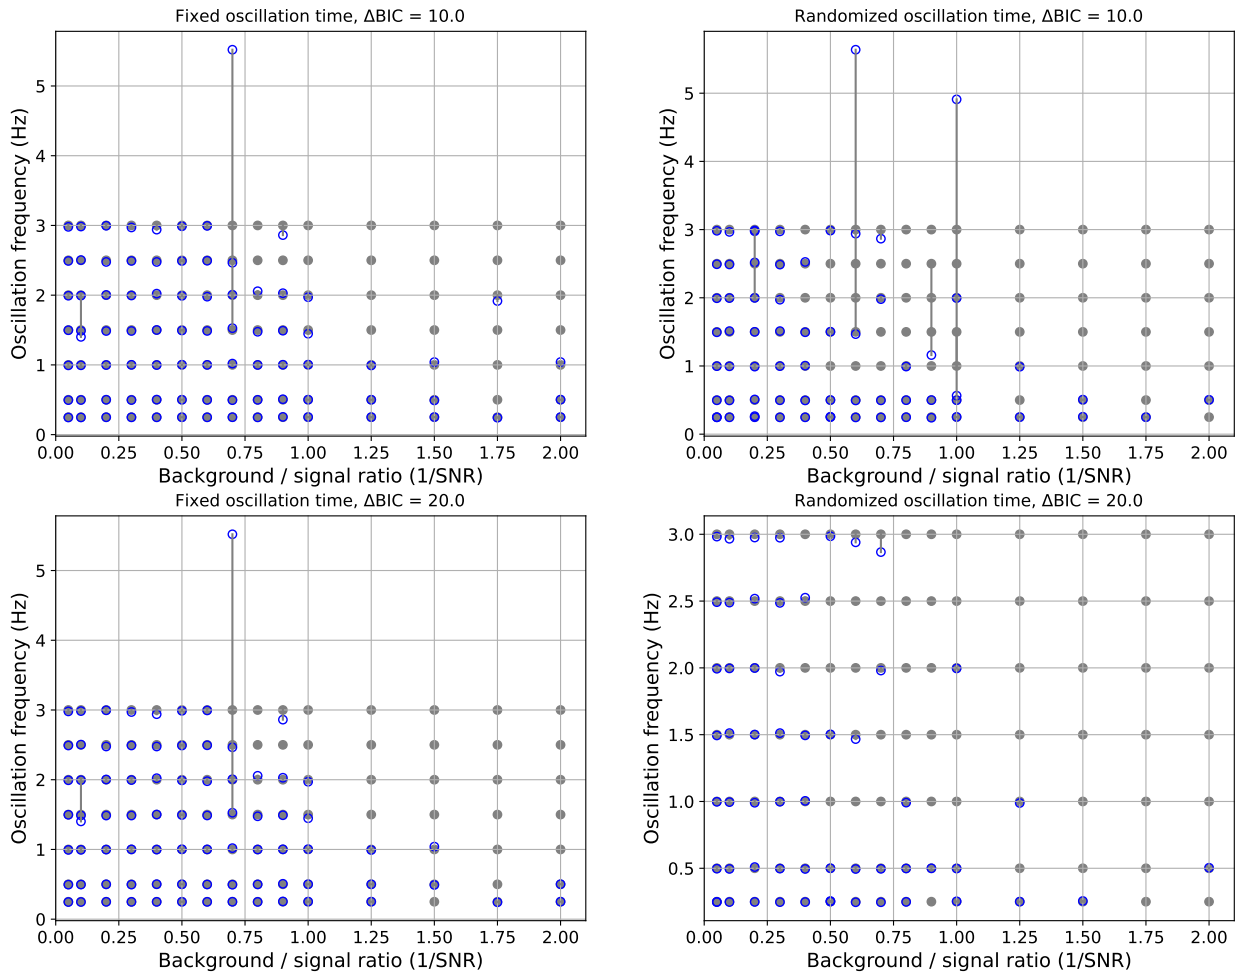 Fixed oscillation time, ΔBIC = 10.0
Oscillation frequency (Hz)
5
4
3
2
1
0
0.00 0.25 0.50 0.75 1.00 1.25 1.50 1.75 2.00
Background / signal ratio (1/SNR)
Randomized oscillation time, ΔBIC = 10.0
Oscillation frequency (Hz)
5
4
3
2
1
0
0.00 0.25 0.50 0.75 1.00 1.25 1.50 1.75 2.00
Background / signal ratio (1/SNR)
Fixed oscillation time, ΔBIC = 20.0
Oscillation frequency (Hz)
5
4
3
2
1
0
0.00 0.25 0.50 0.75 1.00 1.25 1.50 1.75 2.00
Background / signal ratio (1/SNR)
Randomized oscillation time, ΔBIC = 20.0
Oscillation frequency (Hz)
3.0
2.5
2.0
1.5
1.0
0.5
0.00 0.25 0.50 0.75 1.00 1.25 1.50 1.75 2.00
Background / signal ratio (1/SNR)